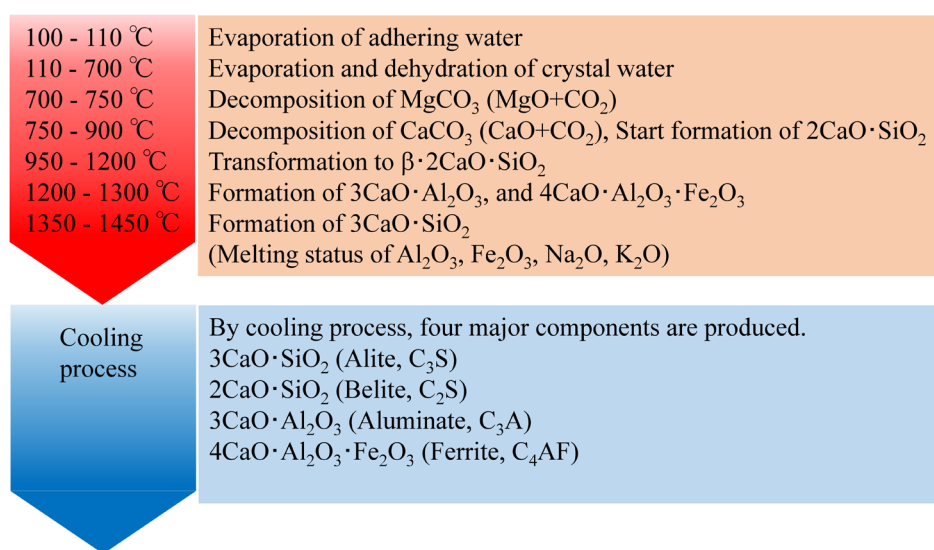 100 - 110 ℃ Evaporation of adhering water
110 - 700 ℃ Evaporation and dehydration of crystal water
700 - 750 ℃ Decomposition of MgCO₃ (MgO+CO₂)
750 - 900 ℃ Decomposition of CaCO₃ (CaO+CO₂), Start formation of 2CaO·SiO₂
950 - 1200 ℃ Transformation to β·2CaO·SiO₂
1200 - 1300 ℃ Formation of 3CaO·Al₂O₃, and 4CaO·Al₂O₃·Fe₂O₃
1350 - 1450 ℃ Formation of 3CaO·SiO₂
(Melting status of Al₂O₃, Fe₂O₃, Na₂O, K₂O)
Cooling
process
By cooling process, four major components are produced.
3CaO·SiO₂ (Alite, C₃S)
2CaO·SiO₂ (Belite, C₂S)
3CaO·Al₂O₃ (Aluminate, C₃A)
4CaO·Al₂O₃·Fe₂O₃ (Ferrite, C₄AF)